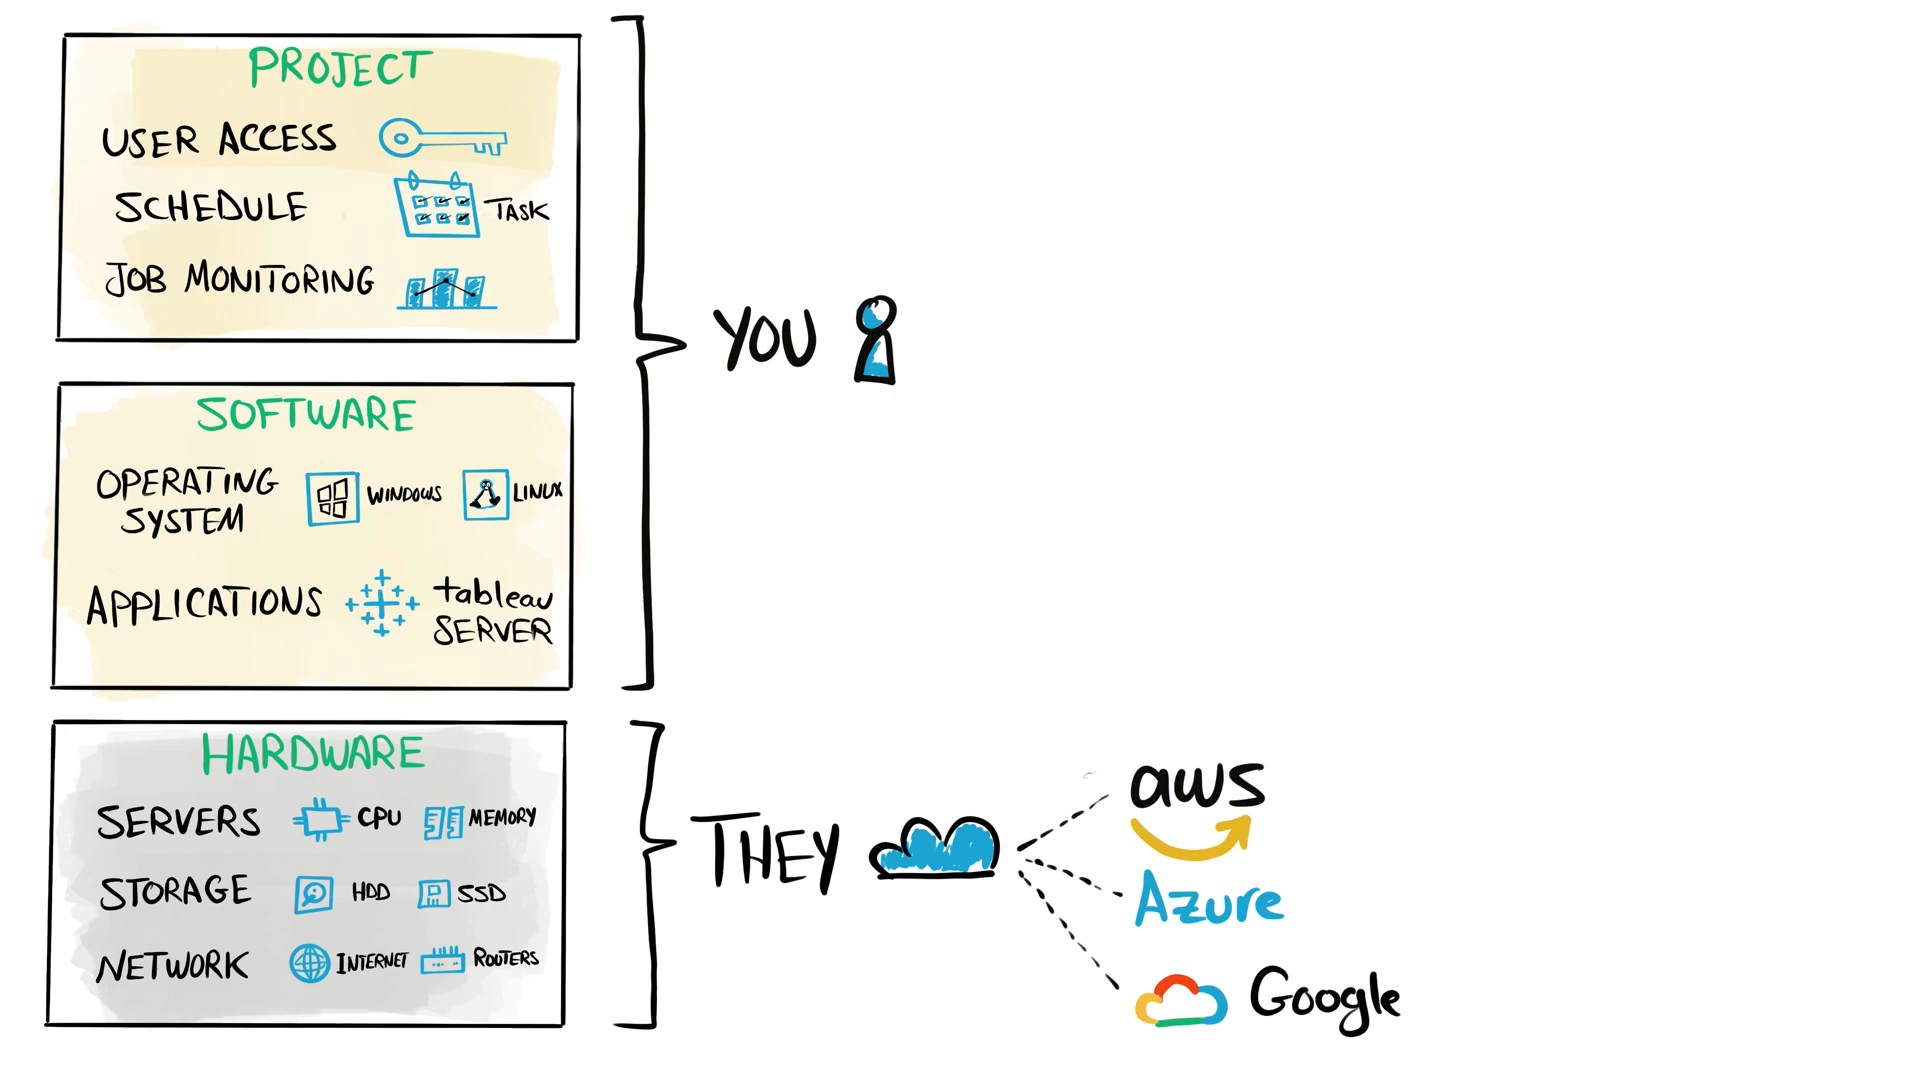 PROJECT
USER ACCESS
SCHEDULE TASK
JOB MONITORING
YOU
SOFTWARE
OPERATING SYSTEM WINDOWS LINUX
APPLICATIONS tableau SERVER
HARDWARE
SERVERS CPU MEMORY
STORAGE HDD SSD
NETWORK INTERNET ROUTERS
THEY
aws
Azure
Google